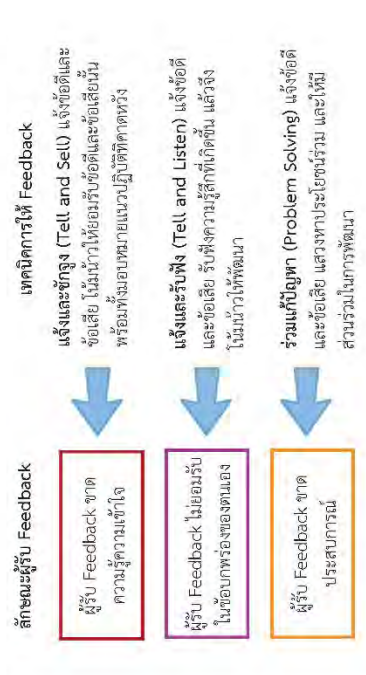 ลักษณะผู้รับ Feedback
เทคนิคการให้ Feedback
ผู้รับ Feedback ขาด
ความรู้ความเข้าใจ
แจ้งและชักจูง (Tell and Sell) แจ้งข้อดีและ
ข้อเสีย โน้มน้าวให้ยอมรับข้อดีและข้อเสียนั้น
พร้อมทั้งมอบหมายแนวปฏิบัติที่คาดหวัง
ผู้รับ Feedback ไม่ยอมรับ
ในข้อบกพร่องของตนเอง
แจ้งและรับฟัง (Tell and Listen) แจ้งข้อดี
และข้อเสีย รับฟังความรู้สึกที่เกิดขึ้น แล้วจึง
โน้มน้าวให้พัฒนา
ผู้รับ Feedback ขาด
ประสบการณ์
ร่วมแก้ปัญหา (Problem Solving) แจ้งข้อดี
และข้อเสีย แสวงหาประโยชน์ร่วม และให้มี
ส่วนร่วมในการพัฒนา